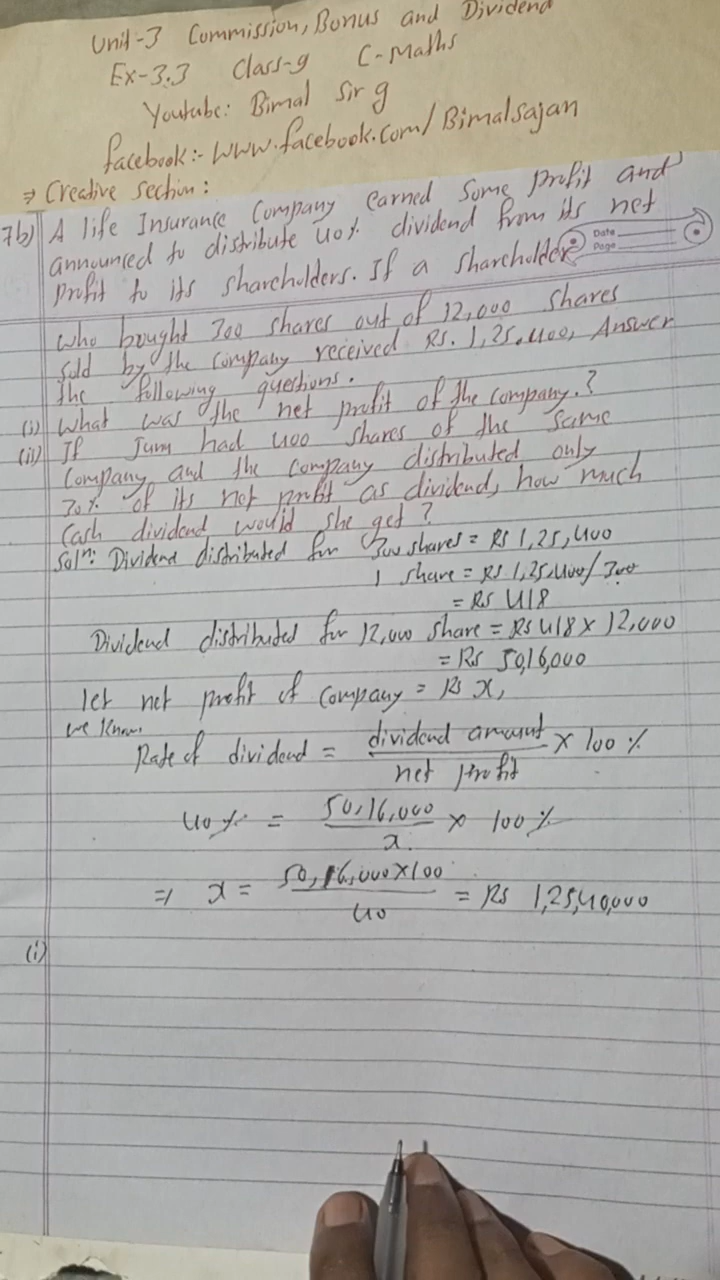 Unit-3 Commission, Bonus and Dividend
Ex-3.3 Class-9 C-Maths
Youtube: Bimal Sir g
facebook:- www.facebook.com/Bimalsajan
⇒ Creative section:
7b) A life Insurance Company earned some profit and
announced to distribute 40% dividend from its net
profit to its shareholders. If a shareholder
Date
Page
who bought 300 shares out of 12,000 shares
sold by the company received Rs. 1,25,400, Answer
the following questions.
(i) What was the net profit of the company.?
(ii) If had 400 shares of the same
Company and the company distributed only
30% of its net profit as dividend, how much
cash dividend would she get?
Solⁿ: Dividend distributed for 300 shares = Rs 1,25,400
1 share = Rs 1,25,400/300
= Rs 418
Dividend distributed for 12,000 share = Rs 418 × 12,000
= Rs 50,16,000
let net profit of company = Rs x,
we know,
Rate of dividend = dividend amount / net profit × 100%
40% = 50,16,000 / x × 100%
⇒ x = 50,16,000×100 / 40 = Rs 1,25,40,000
(i)